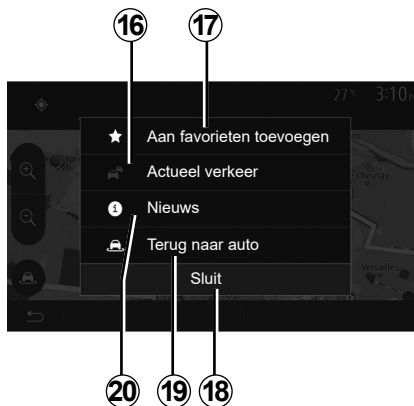 16 17
27 °C 3:10
Aan favorieten toevoegen
Actueel verkeer
Chesnay
Nieuws
Terug naar auto
Versailles
Sluit
20 19 18